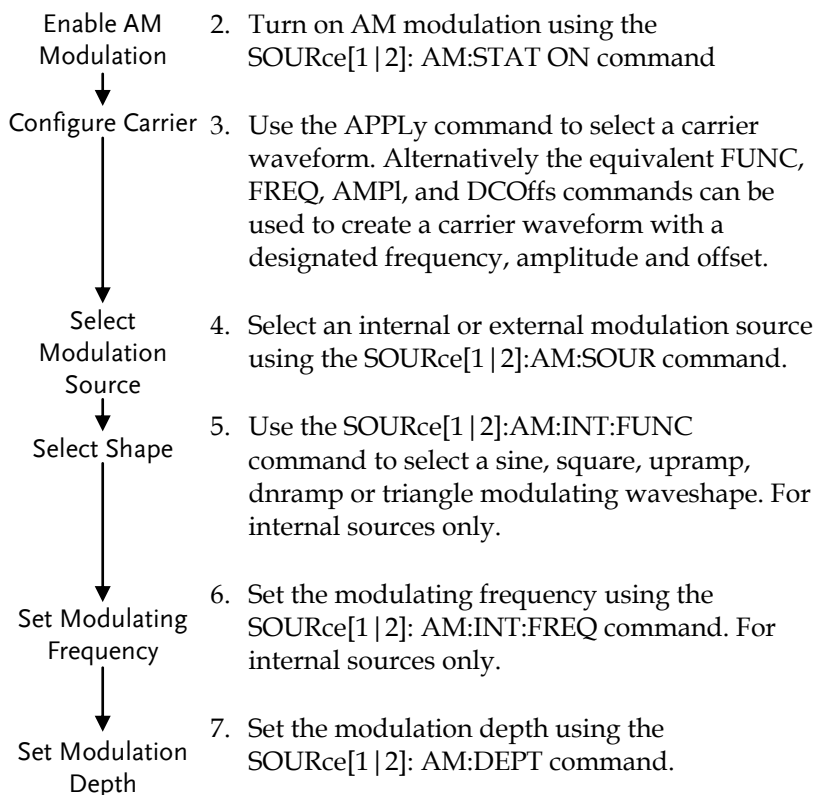 Enable AM
Modulation
2. Turn on AM modulation using the
SOURce[1|2]: AM:STAT ON command
Configure Carrier
3. Use the APPLy command to select a carrier
waveform. Alternatively the equivalent FUNC,
FREQ, AMPl, and DCOffs commands can be
used to create a carrier waveform with a
designated frequency, amplitude and offset.
Select
Modulation
Source
4. Select an internal or external modulation source
using the SOURce[1|2]:AM:SOUR command.
Select Shape
5. Use the SOURce[1|2]:AM:INT:FUNC
command to select a sine, square, upramp,
dnramp or triangle modulating waveshape. For
internal sources only.
Set Modulating
Frequency
6. Set the modulating frequency using the
SOURce[1|2]: AM:INT:FREQ command. For
internal sources only.
Set Modulation
Depth
7. Set the modulation depth using the
SOURce[1|2]: AM:DEPT command.